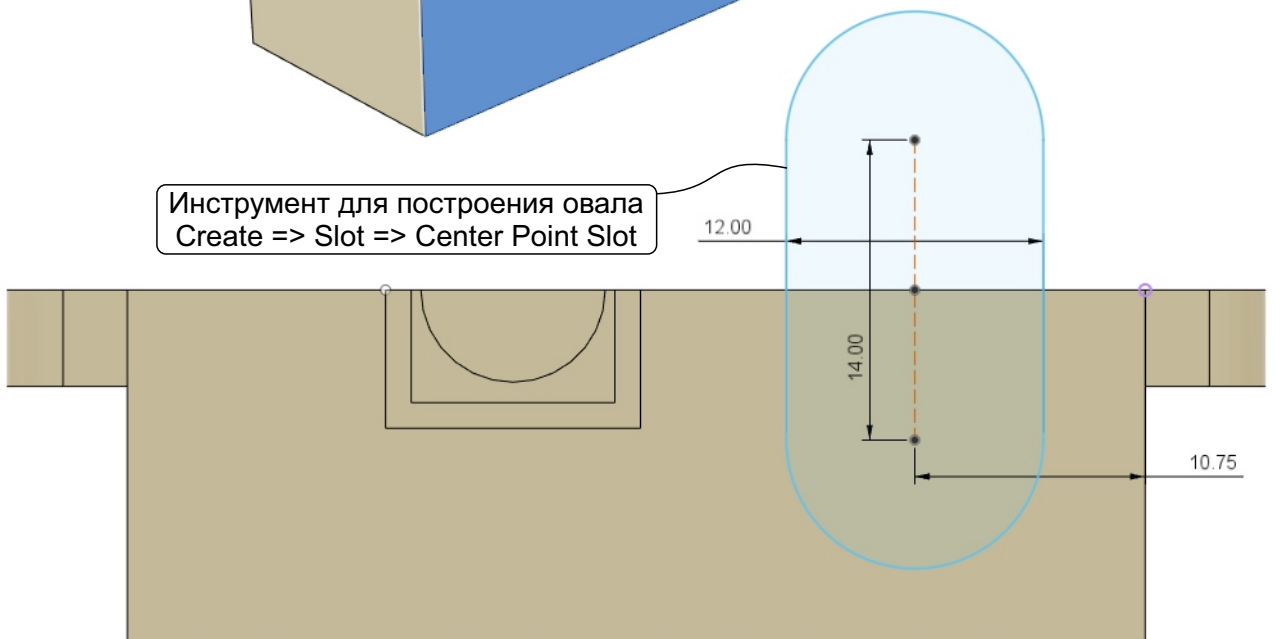 Инструмент для построения овала
Create => Slot => Center Point Slot
12.00
14.00
10.75